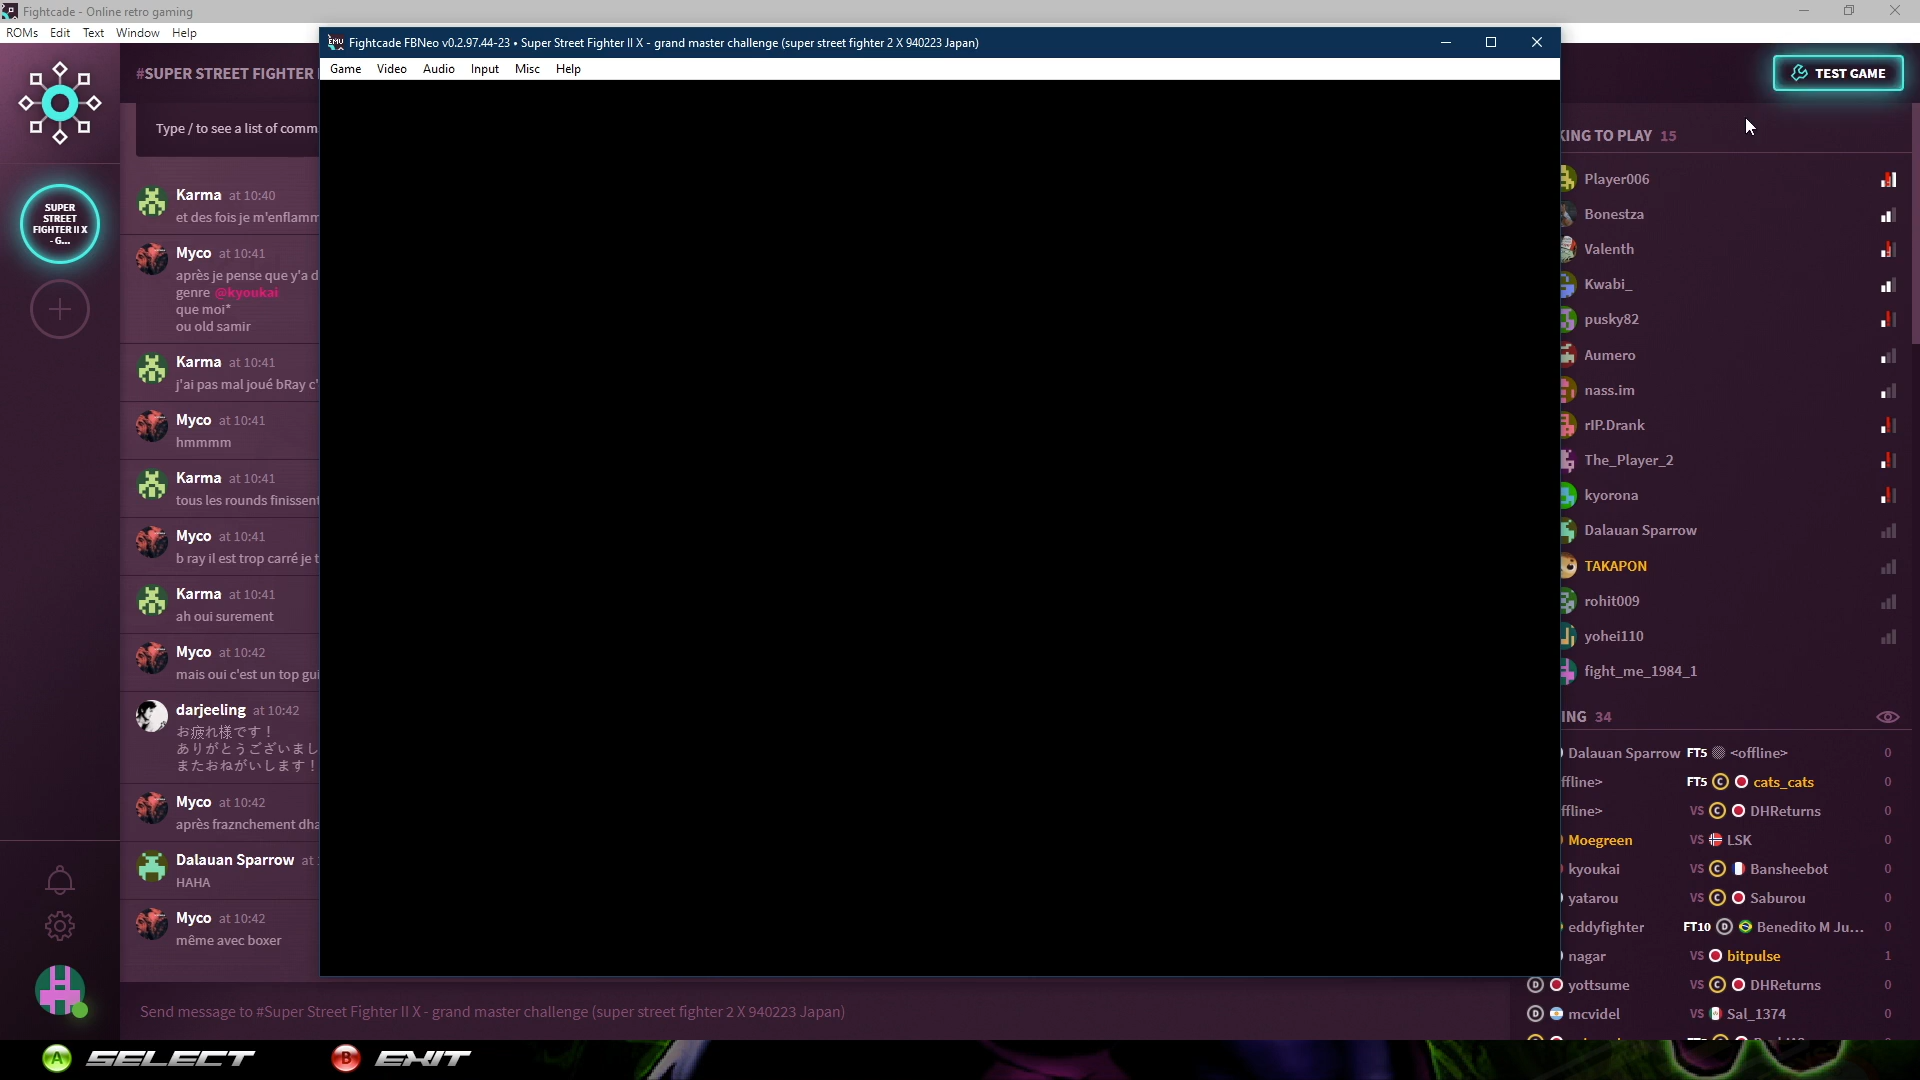 Fightcade - Online retro gaming
ROMs Edit Text Window Help
Fightcade FBNeo v0.2.97.44-23 • Super Street Fighter II X - grand master challenge (super street fighter 2 X 940223 Japan)
Game Video Audio Input Misc Help
#SUPER STREET FIGHTER
TEST GAME
Type / to see a list of comm
SUPER
STREET
FIGHTER II X
- G...
Karma at 10:40
et des fois je m'enflamm
Myco at 10:41
après je pense que y'a d
genre @kyoukai
que moi*
ou old samir
Karma at 10:41
j'ai pas mal joué bRay c'
Myco at 10:41
hmmmm
Karma at 10:41
tous les rounds finissent
Myco at 10:41
b ray il est trop carré je t
Karma at 10:41
ah oui surement
Myco at 10:42
mais oui c'est un top gui
darjeeling at 10:42
お疲れ様です！
ありがとうございまし
またおねがいします！
Myco at 10:42
après fraznchement dha
Dalauan Sparrow at
HAHA
Myco at 10:42
même avec boxer
Send message to #Super Street Fighter II X - grand master challenge (super street fighter 2 X 940223 Japan)
KING TO PLAY 15
Player006
Bonestza
Valenth
Kwabi_
pusky82
Aumero
nass.im
rIP.Drank
The_Player_2
kyorona
Dalauan Sparrow
TAKAPON
rohit009
yohei110
fight_me_1984_1
ING 34
Dalauan Sparrow FT5 <offline> 0
ffline> FT5 C cats_cats 0
ffline> VS C DHReturns 0
Moegreen VS LSK 0
kyoukai VS C Bansheebot 0
yatarou VS C Saburou 0
eddyfighter FT10 D Benedito M Ju... 0
nagar VS bitpulse 1
D yottsume VS C DHReturns 0
D mcvidel VS Sal_1374 0
A SELECT B EXIT